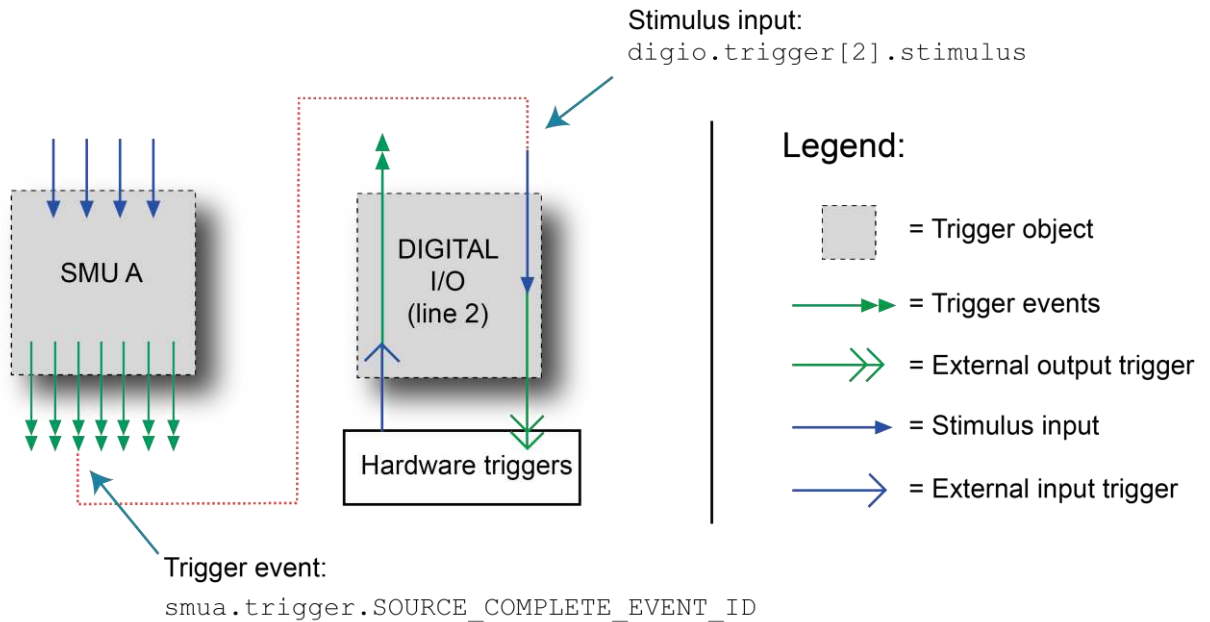 Stimulus input:
digio.trigger[2].stimulus
SMU A
DIGITAL
I/O
(line 2)
Hardware triggers
Trigger event:
smua.trigger.SOURCE_COMPLETE_EVENT_ID
Legend:
= Trigger object
= Trigger events
= External output trigger
= Stimulus input
= External input trigger